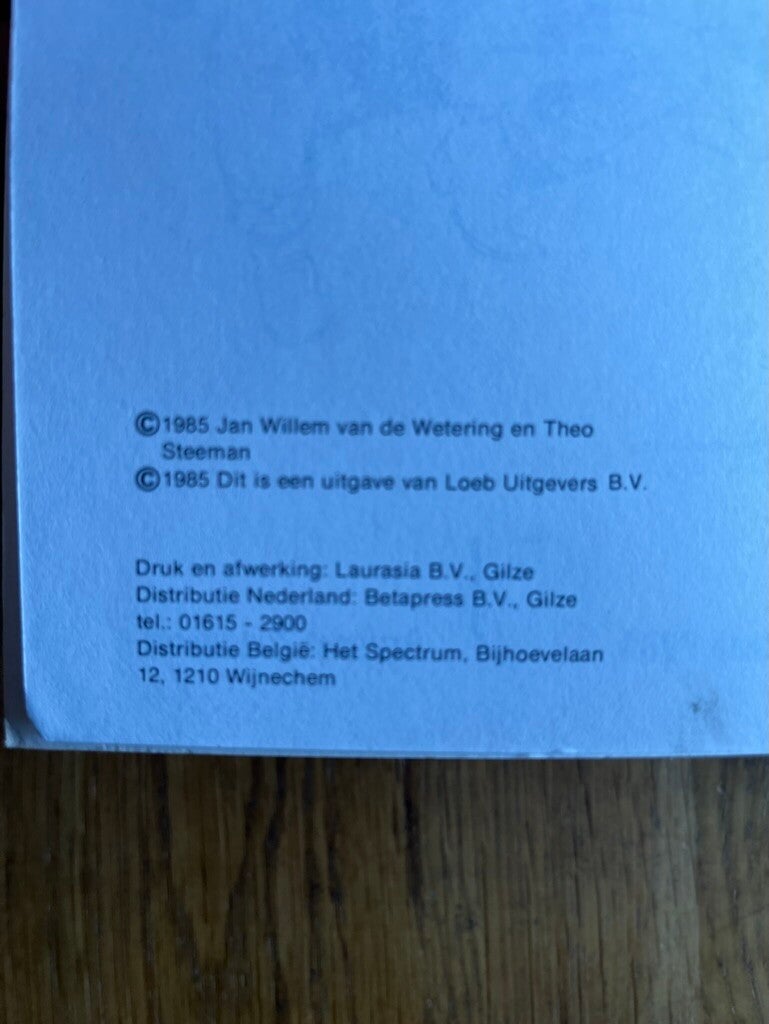 ©1985 Jan Willem van de Wetering en Theo
Steeman
©1985 Dit is een uitgave van Loeb Uitgevers B.V.
Druk en afwerking: Laurasia B.V., Gilze
Distributie Nederland: Betapress B.V., Gilze
tel.: 01615 - 2900
Distributie België: Het Spectrum, Bijhoevelaan
12, 1210 Wijnechem